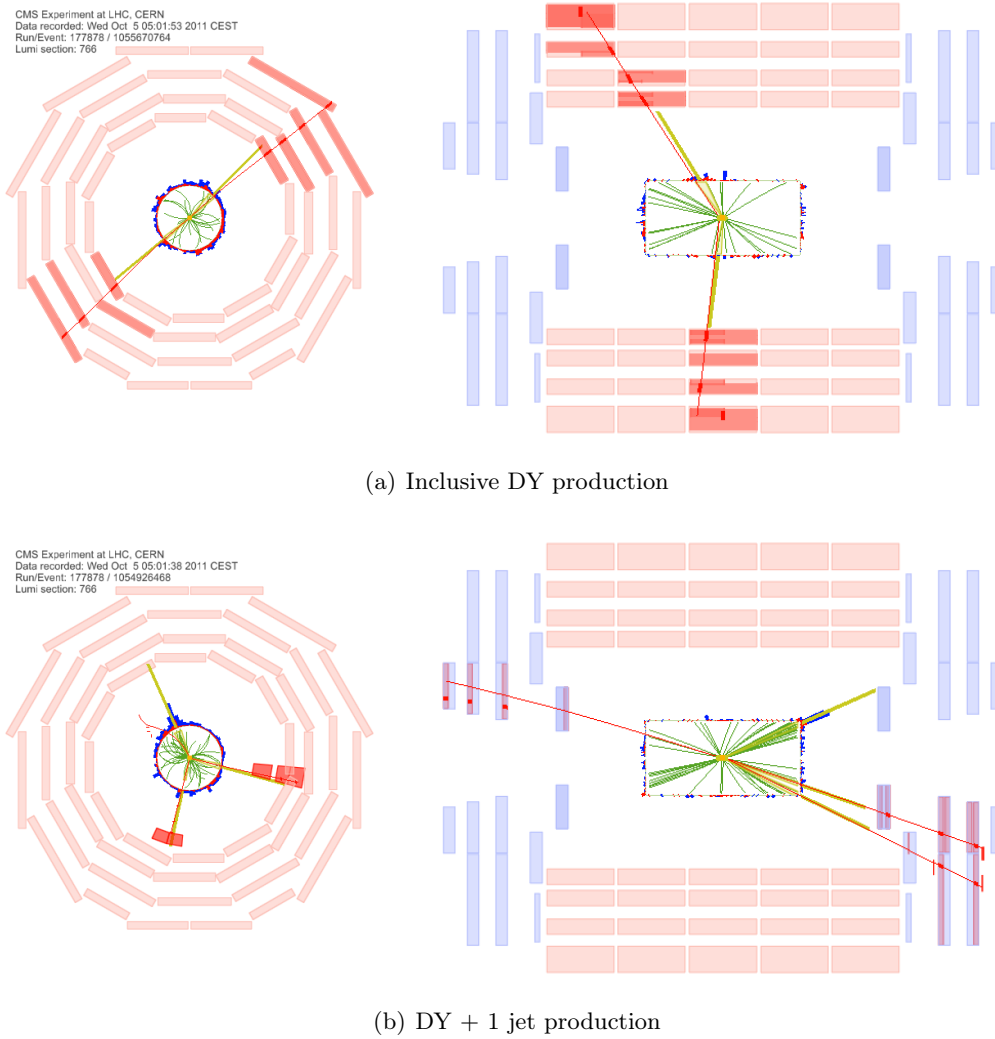 CMS Experiment at LHC, CERN
Data recorded: Wed Oct 5 05:01:53 2011 CEST
Run/Event: 177878 / 1055670764
Lumi section: 766
(a) Inclusive DY production
CMS Experiment at LHC, CERN
Data recorded: Wed Oct 5 05:01:38 2011 CEST
Run/Event: 177878 / 1054926468
Lumi section: 766
(b) DY + 1 jet production